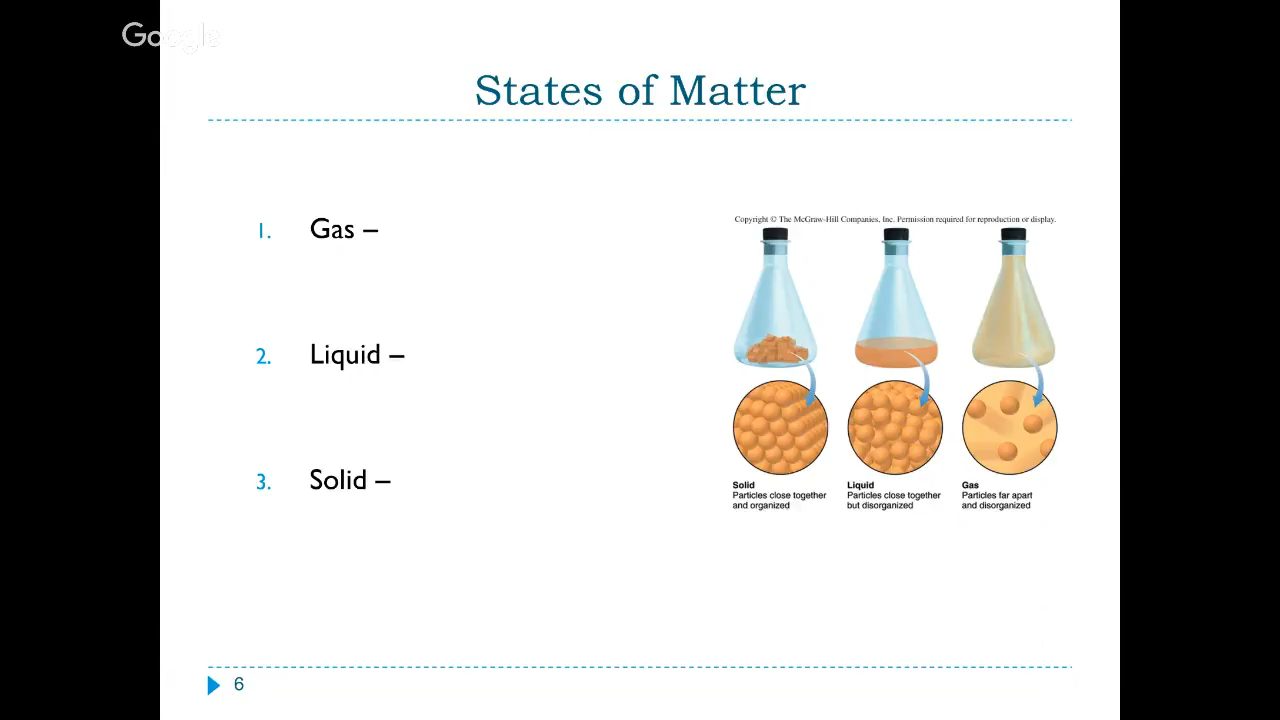 Google
States of Matter
1. Gas –
2. Liquid –
3. Solid –
Copyright © The McGraw-Hill Companies, Inc. Permission required for reproduction or display.
Solid
Particles close together
and organized
Liquid
Particles close together
but disorganized
Gas
Particles far apart
and disorganized
6